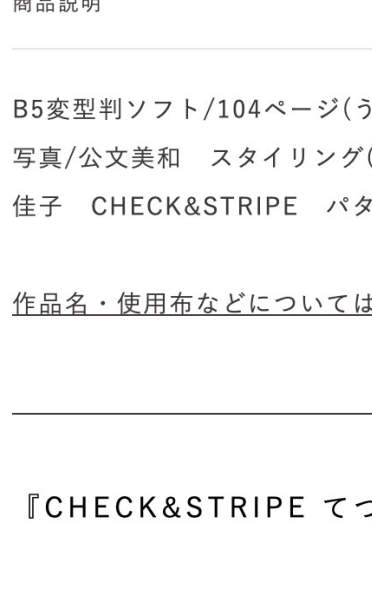 商品説明
B5変型判ソフト/104ページ(う
写真/公文美和　スタイリング(
佳子　CHECK&STRIPE　パタ
作品名・使用布などについては
『CHECK&STRIPE てつ